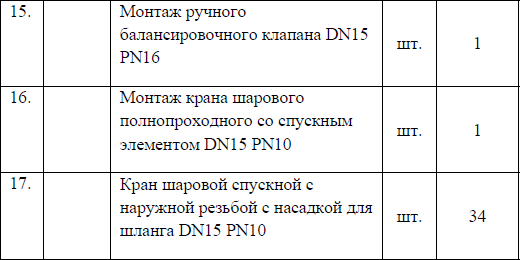 15. Монтаж ручного
балансировочного клапана DN15
PN16
шт. 1
16. Монтаж крана шарового
полнопроходного со спускным
элементом DN15 PN10
шт. 1
17. Кран шаровой спускной с
наружной резьбой с насадкой для
шланга DN15 PN10
шт. 34